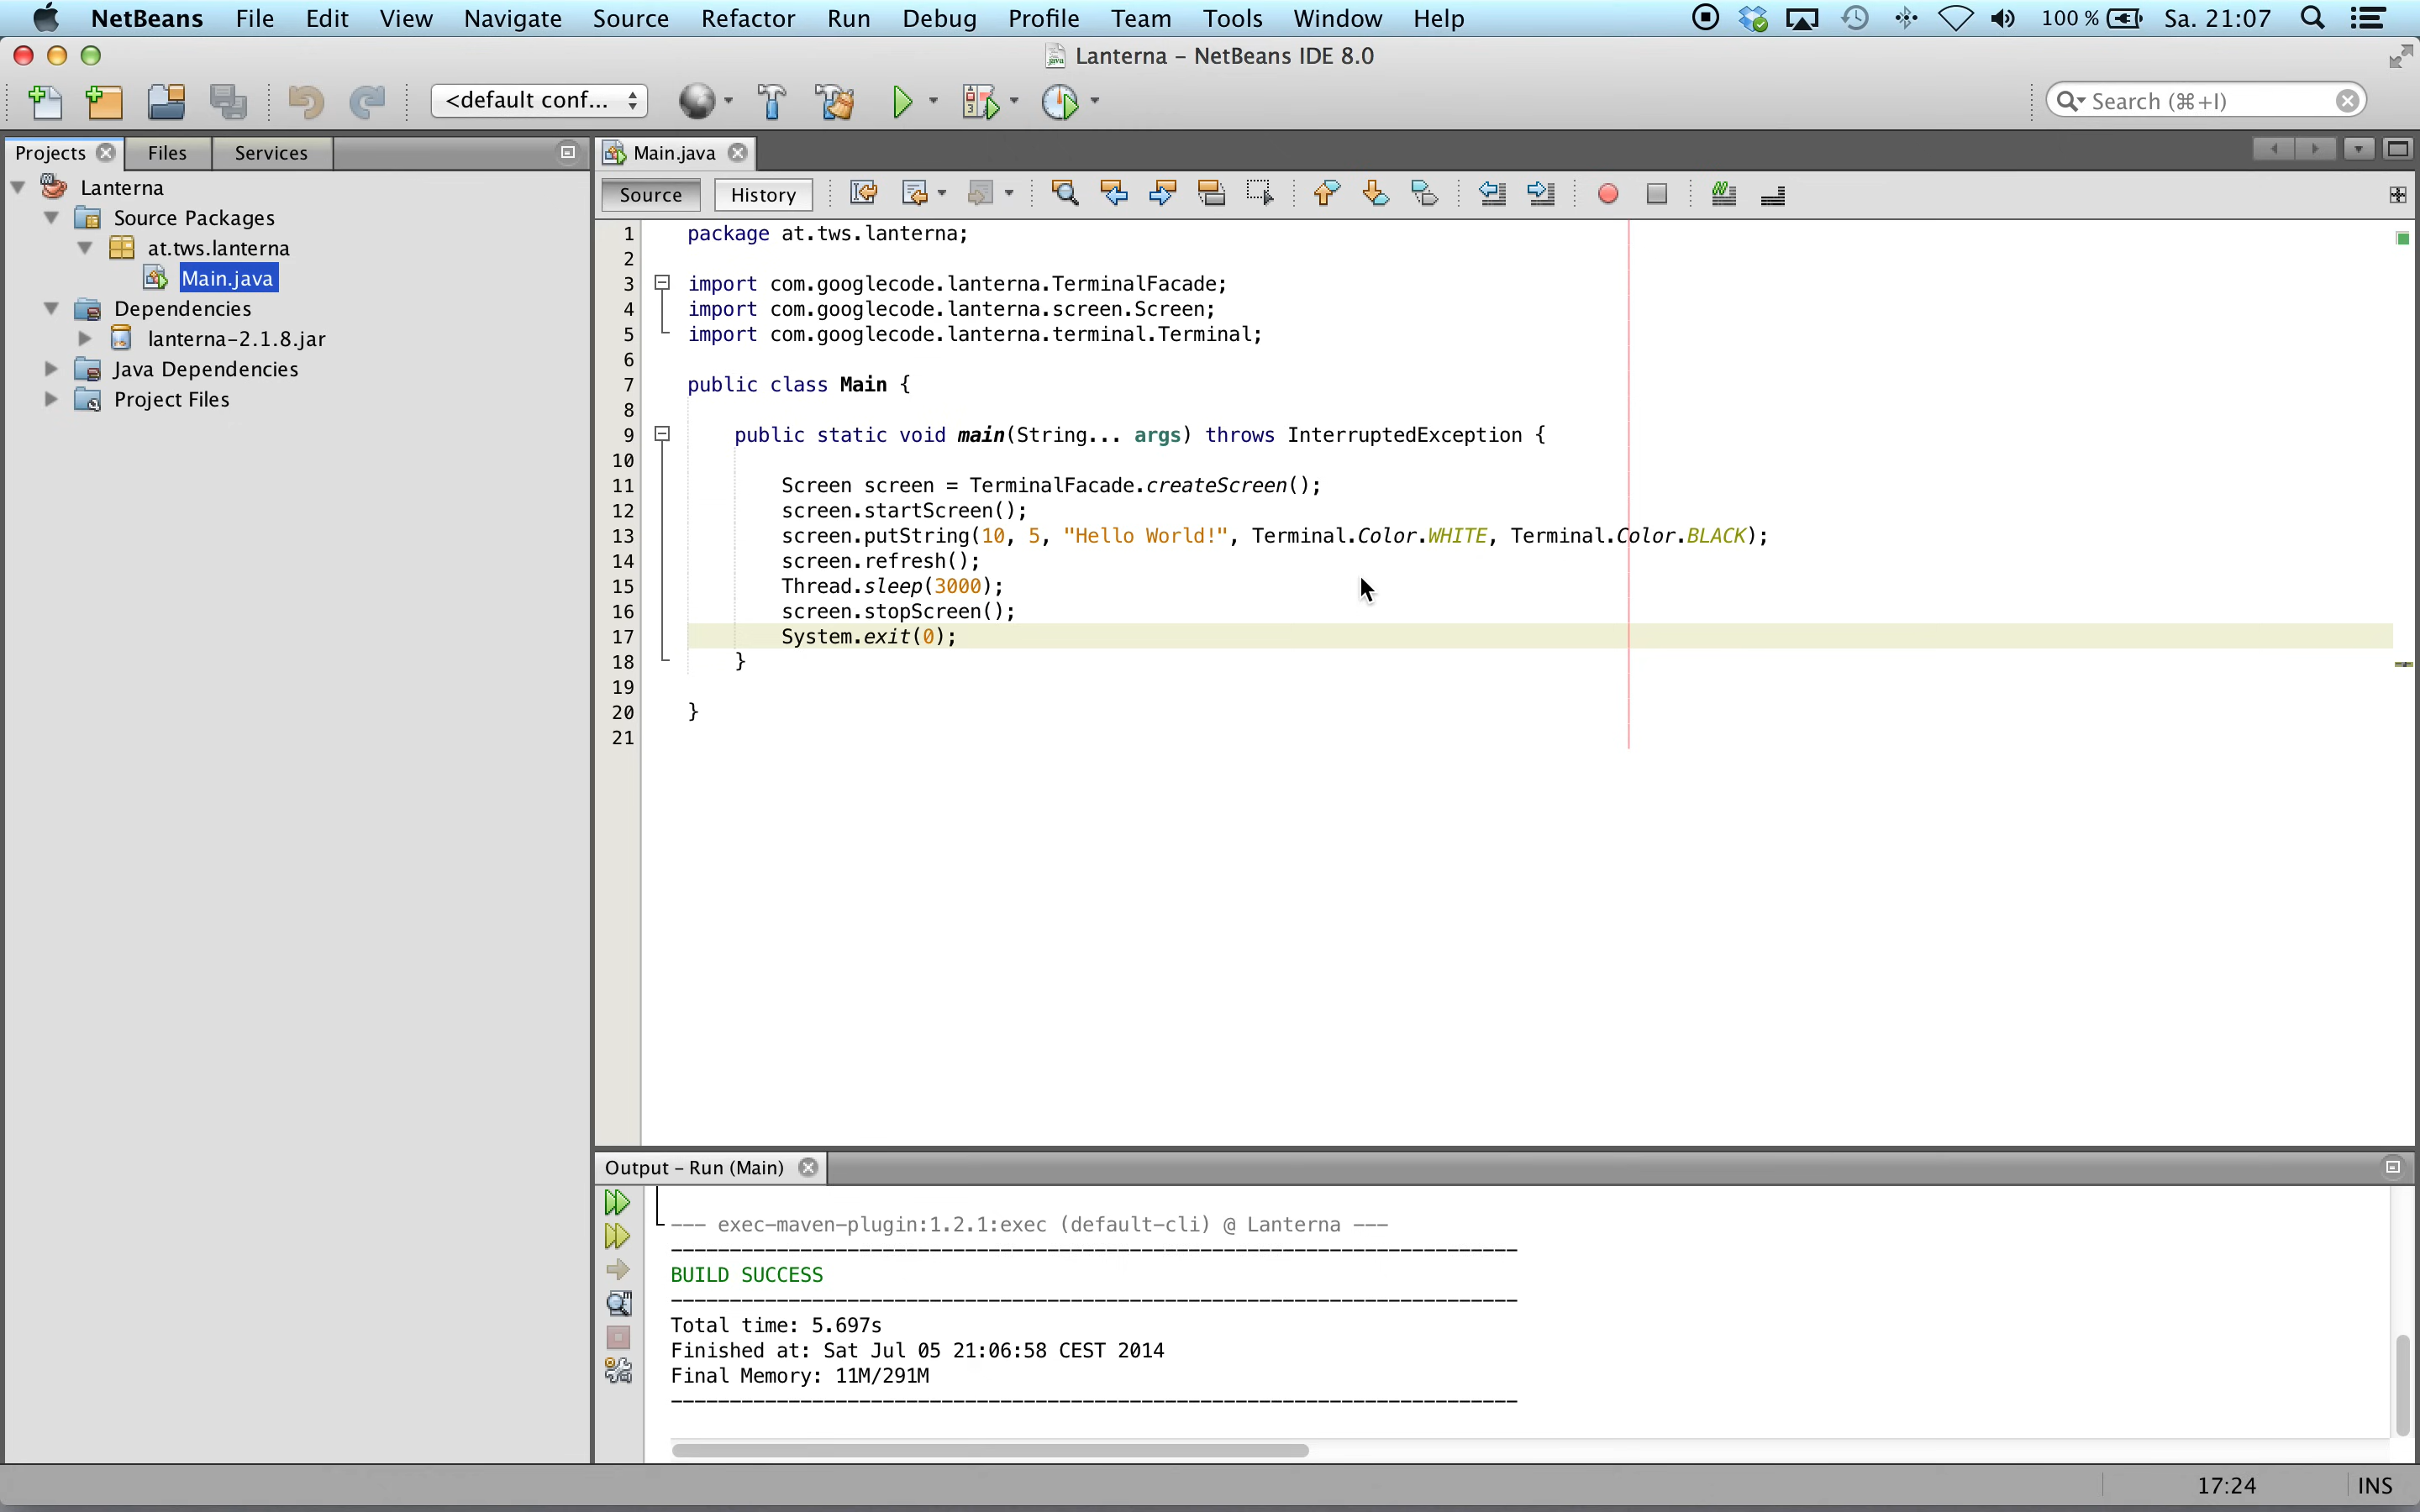 NetBeans File Edit View Navigate Source Refactor Run Debug Profile Team Tools Window Help 100 % Sa. 21:07
Lanterna – NetBeans IDE 8.0
<default conf... Search (⌘+I)
Projects Files Services
Lanterna
Source Packages
at.tws.lanterna
Main.java
Dependencies
lanterna-2.1.8.jar
Java Dependencies
Project Files
Main.java
Source History
1 package at.tws.lanterna;
2
3 import com.googlecode.lanterna.TerminalFacade;
4 import com.googlecode.lanterna.screen.Screen;
5 import com.googlecode.lanterna.terminal.Terminal;
6
7 public class Main {
8
9 public static void main(String... args) throws InterruptedException {
10
11 Screen screen = TerminalFacade.createScreen();
12 screen.startScreen();
13 screen.putString(10, 5, "Hello World!", Terminal.Color.WHITE, Terminal.Color.BLACK);
14 screen.refresh();
15 Thread.sleep(3000);
16 screen.stopScreen();
17 System.exit(0);
18 }
19
20 }
21
Output – Run (Main)
--- exec-maven-plugin:1.2.1:exec (default-cli) @ Lanterna ---
------------------------------------------------------------------------
BUILD SUCCESS
------------------------------------------------------------------------
Total time: 5.697s
Finished at: Sat Jul 05 21:06:58 CEST 2014
Final Memory: 11M/291M
------------------------------------------------------------------------
17:24 INS